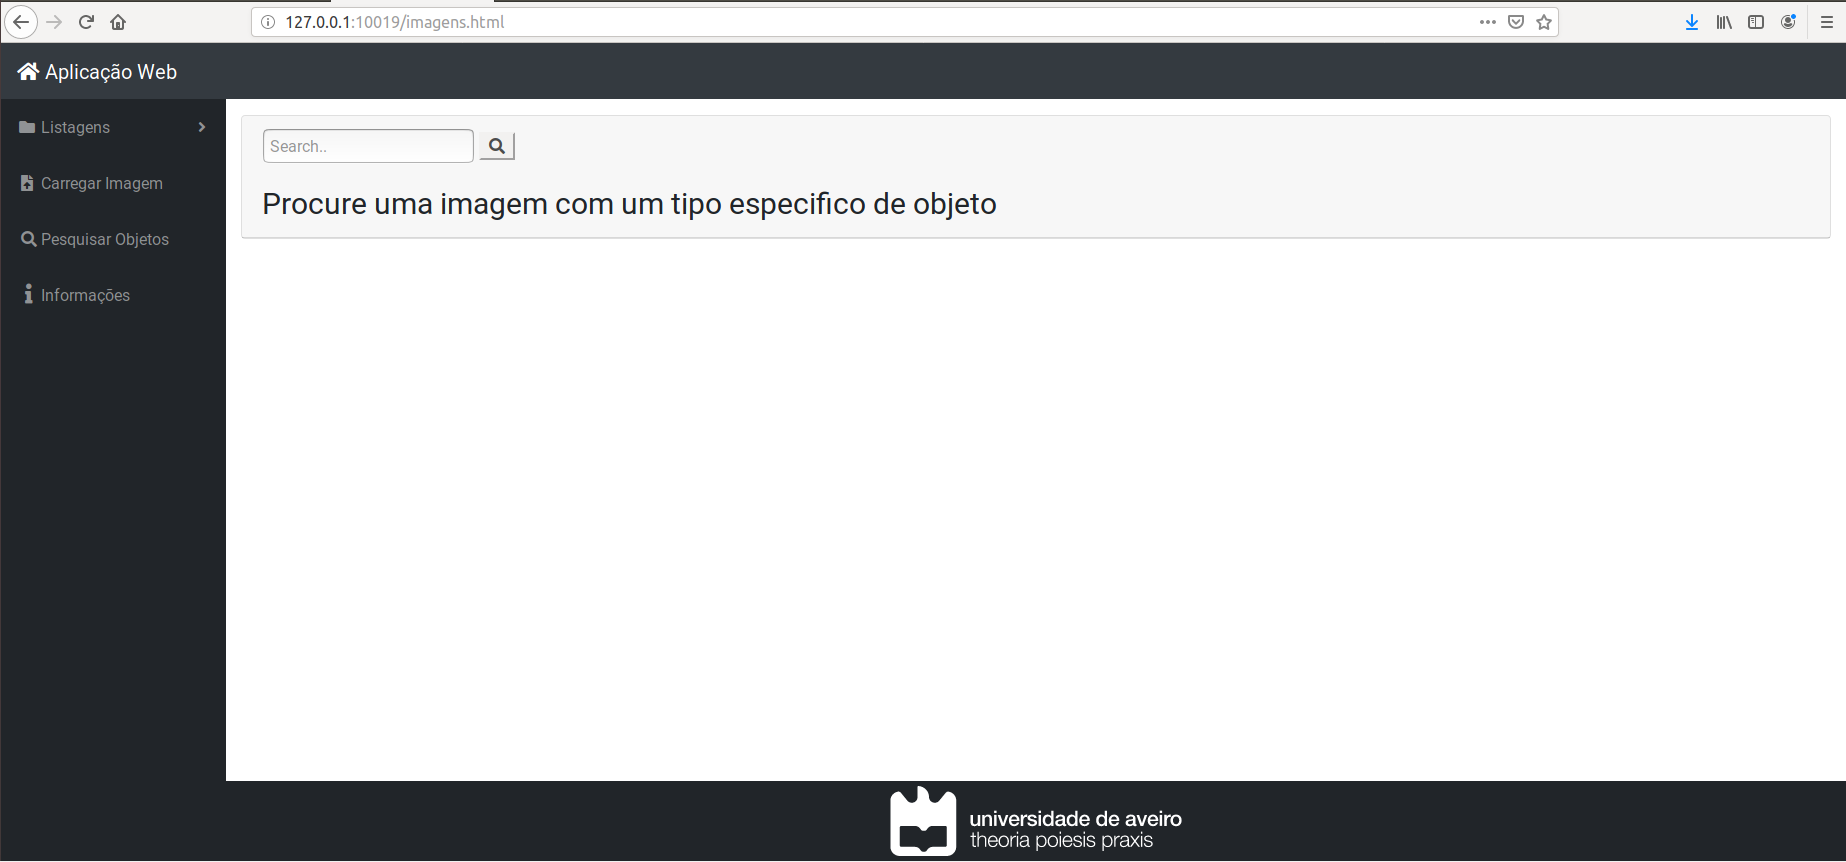 127.0.0.1:10019/imagens.html
Aplicação Web
Listagens
Carregar Imagem
Pesquisar Objetos
Informações
Search..
Procure uma imagem com um tipo especifico de objeto
universidade de aveiro
theoria poiesis praxis